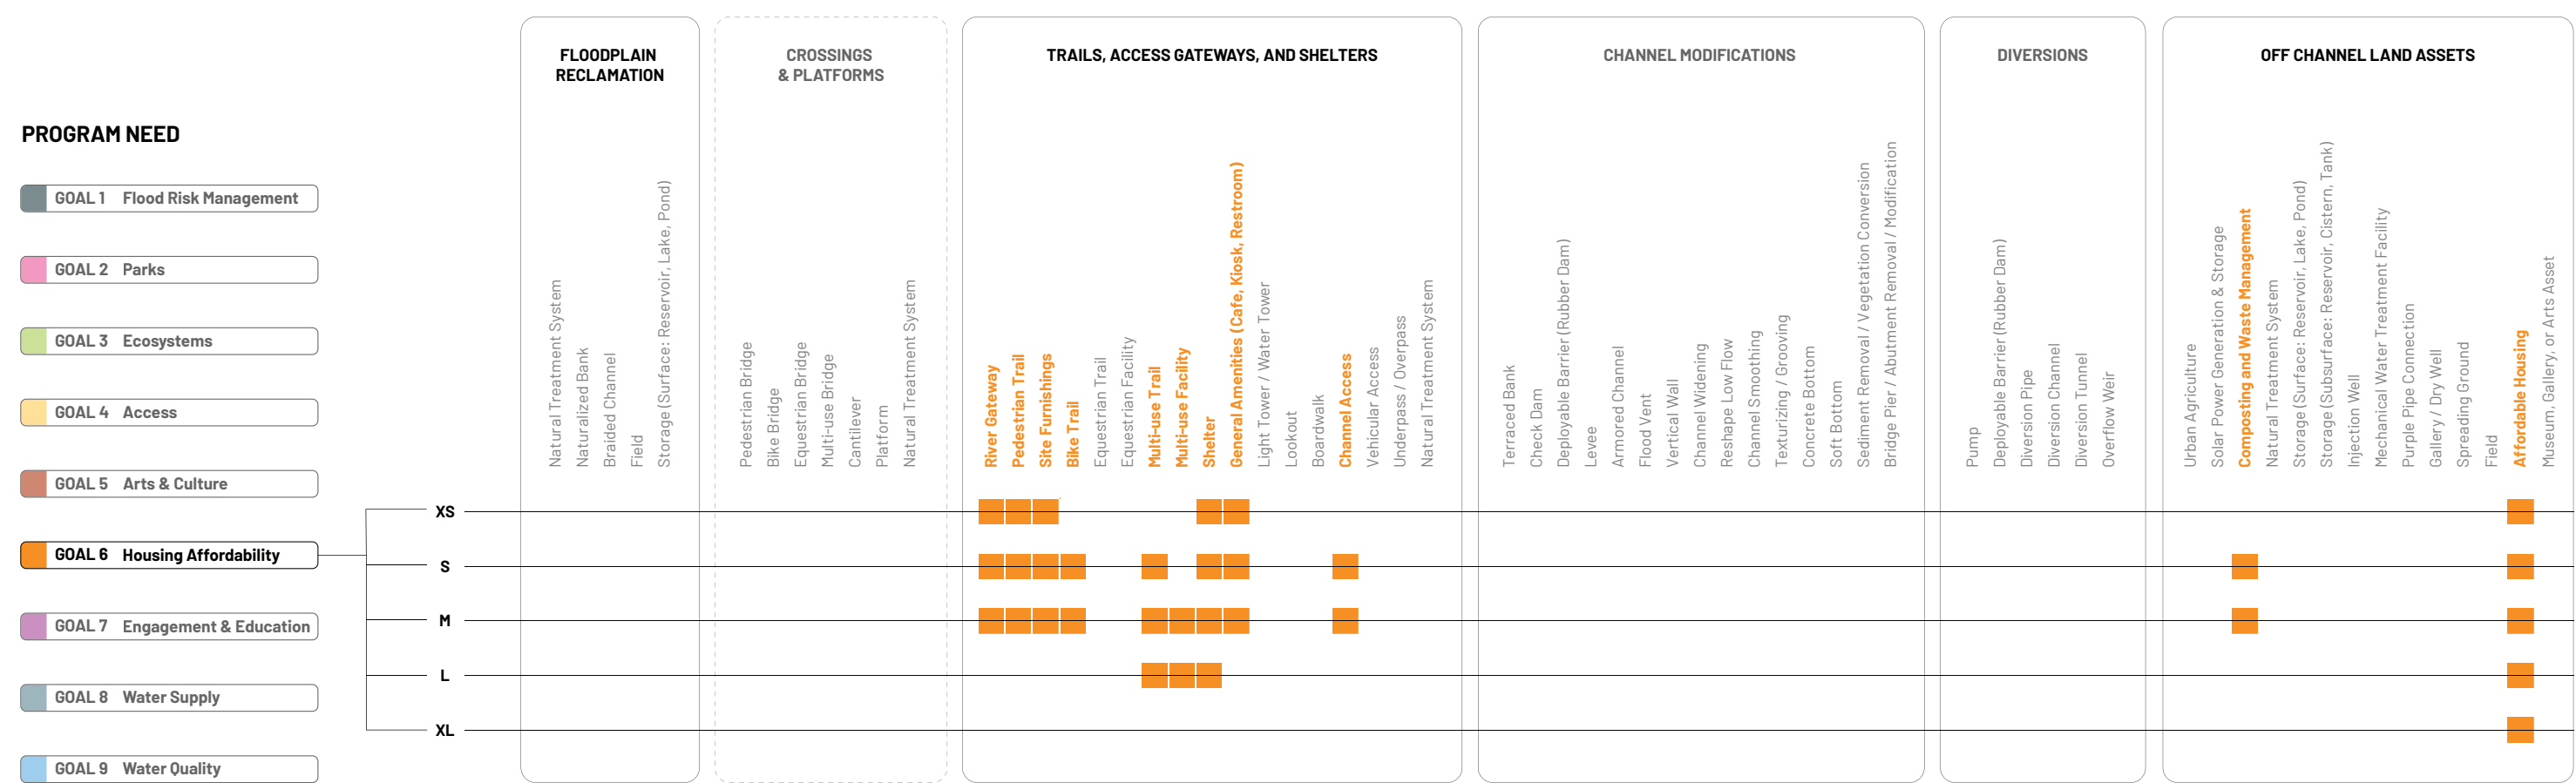 FLOODPLAIN
RECLAMATION
CROSSINGS
& PLATFORMS
TRAILS, ACCESS GATEWAYS, AND SHELTERS
CHANNEL MODIFICATIONS
DIVERSIONS
OFF CHANNEL LAND ASSETS
PROGRAM NEED
GOAL 1 Flood Risk Management
GOAL 2 Parks
GOAL 3 Ecosystems
GOAL 4 Access
GOAL 5 Arts & Culture
GOAL 6 Housing Affordability
GOAL 7 Engagement & Education
GOAL 8 Water Supply
GOAL 9 Water Quality
Natural Treatment System
Naturalized Bank
Braided Channel
Field
Storage (Surface: Reservoir, Lake, Pond)
Pedestrian Bridge
Bike Bridge
Equestrian Bridge
Multi-use Bridge
Cantilever
Platform
Natural Treatment System
River Gateway
Pedestrian Trail
Site Furnishings
Bike Trail
Equestrian Trail
Equestrian Facility
Multi-use Trail
Multi-use Facility
Shelter
General Amenities (Cafe, Kiosk, Restroom)
Light Tower / Water Tower
Lookout
Boardwalk
Channel Access
Vehicular Access
Underpass / Overpass
Natural Treatment System
Terraced Bank
Check Dam
Deployable Barrier (Rubber Dam)
Levee
Armored Channel
Flood Vent
Vertical Wall
Channel Widening
Reshape Low Flow
Channel Smoothing
Texturizing / Grooving
Concrete Bottom
Soft Bottom
Sediment Removal / Vegetation Conversion
Bridge Pier / Abutment Removal / Modification
Pump
Deployable Barrier (Rubber Dam)
Diversion Pipe
Diversion Channel
Diversion Tunnel
Overflow Weir
Urban Agriculture
Solar Power Generation & Storage
Composting and Waste Management
Natural Treatment System
Storage (Surface: Reservoir, Lake, Pond)
Storage (Subsurface: Reservoir, Cistern, Tank)
Injection Well
Mechanical Water Treatment Facility
Purple Pipe Connection
Gallery / Dry Well
Spreading Ground
Field
Affordable Housing
Museum, Gallery, or Arts Asset
XS
S
M
L
XL